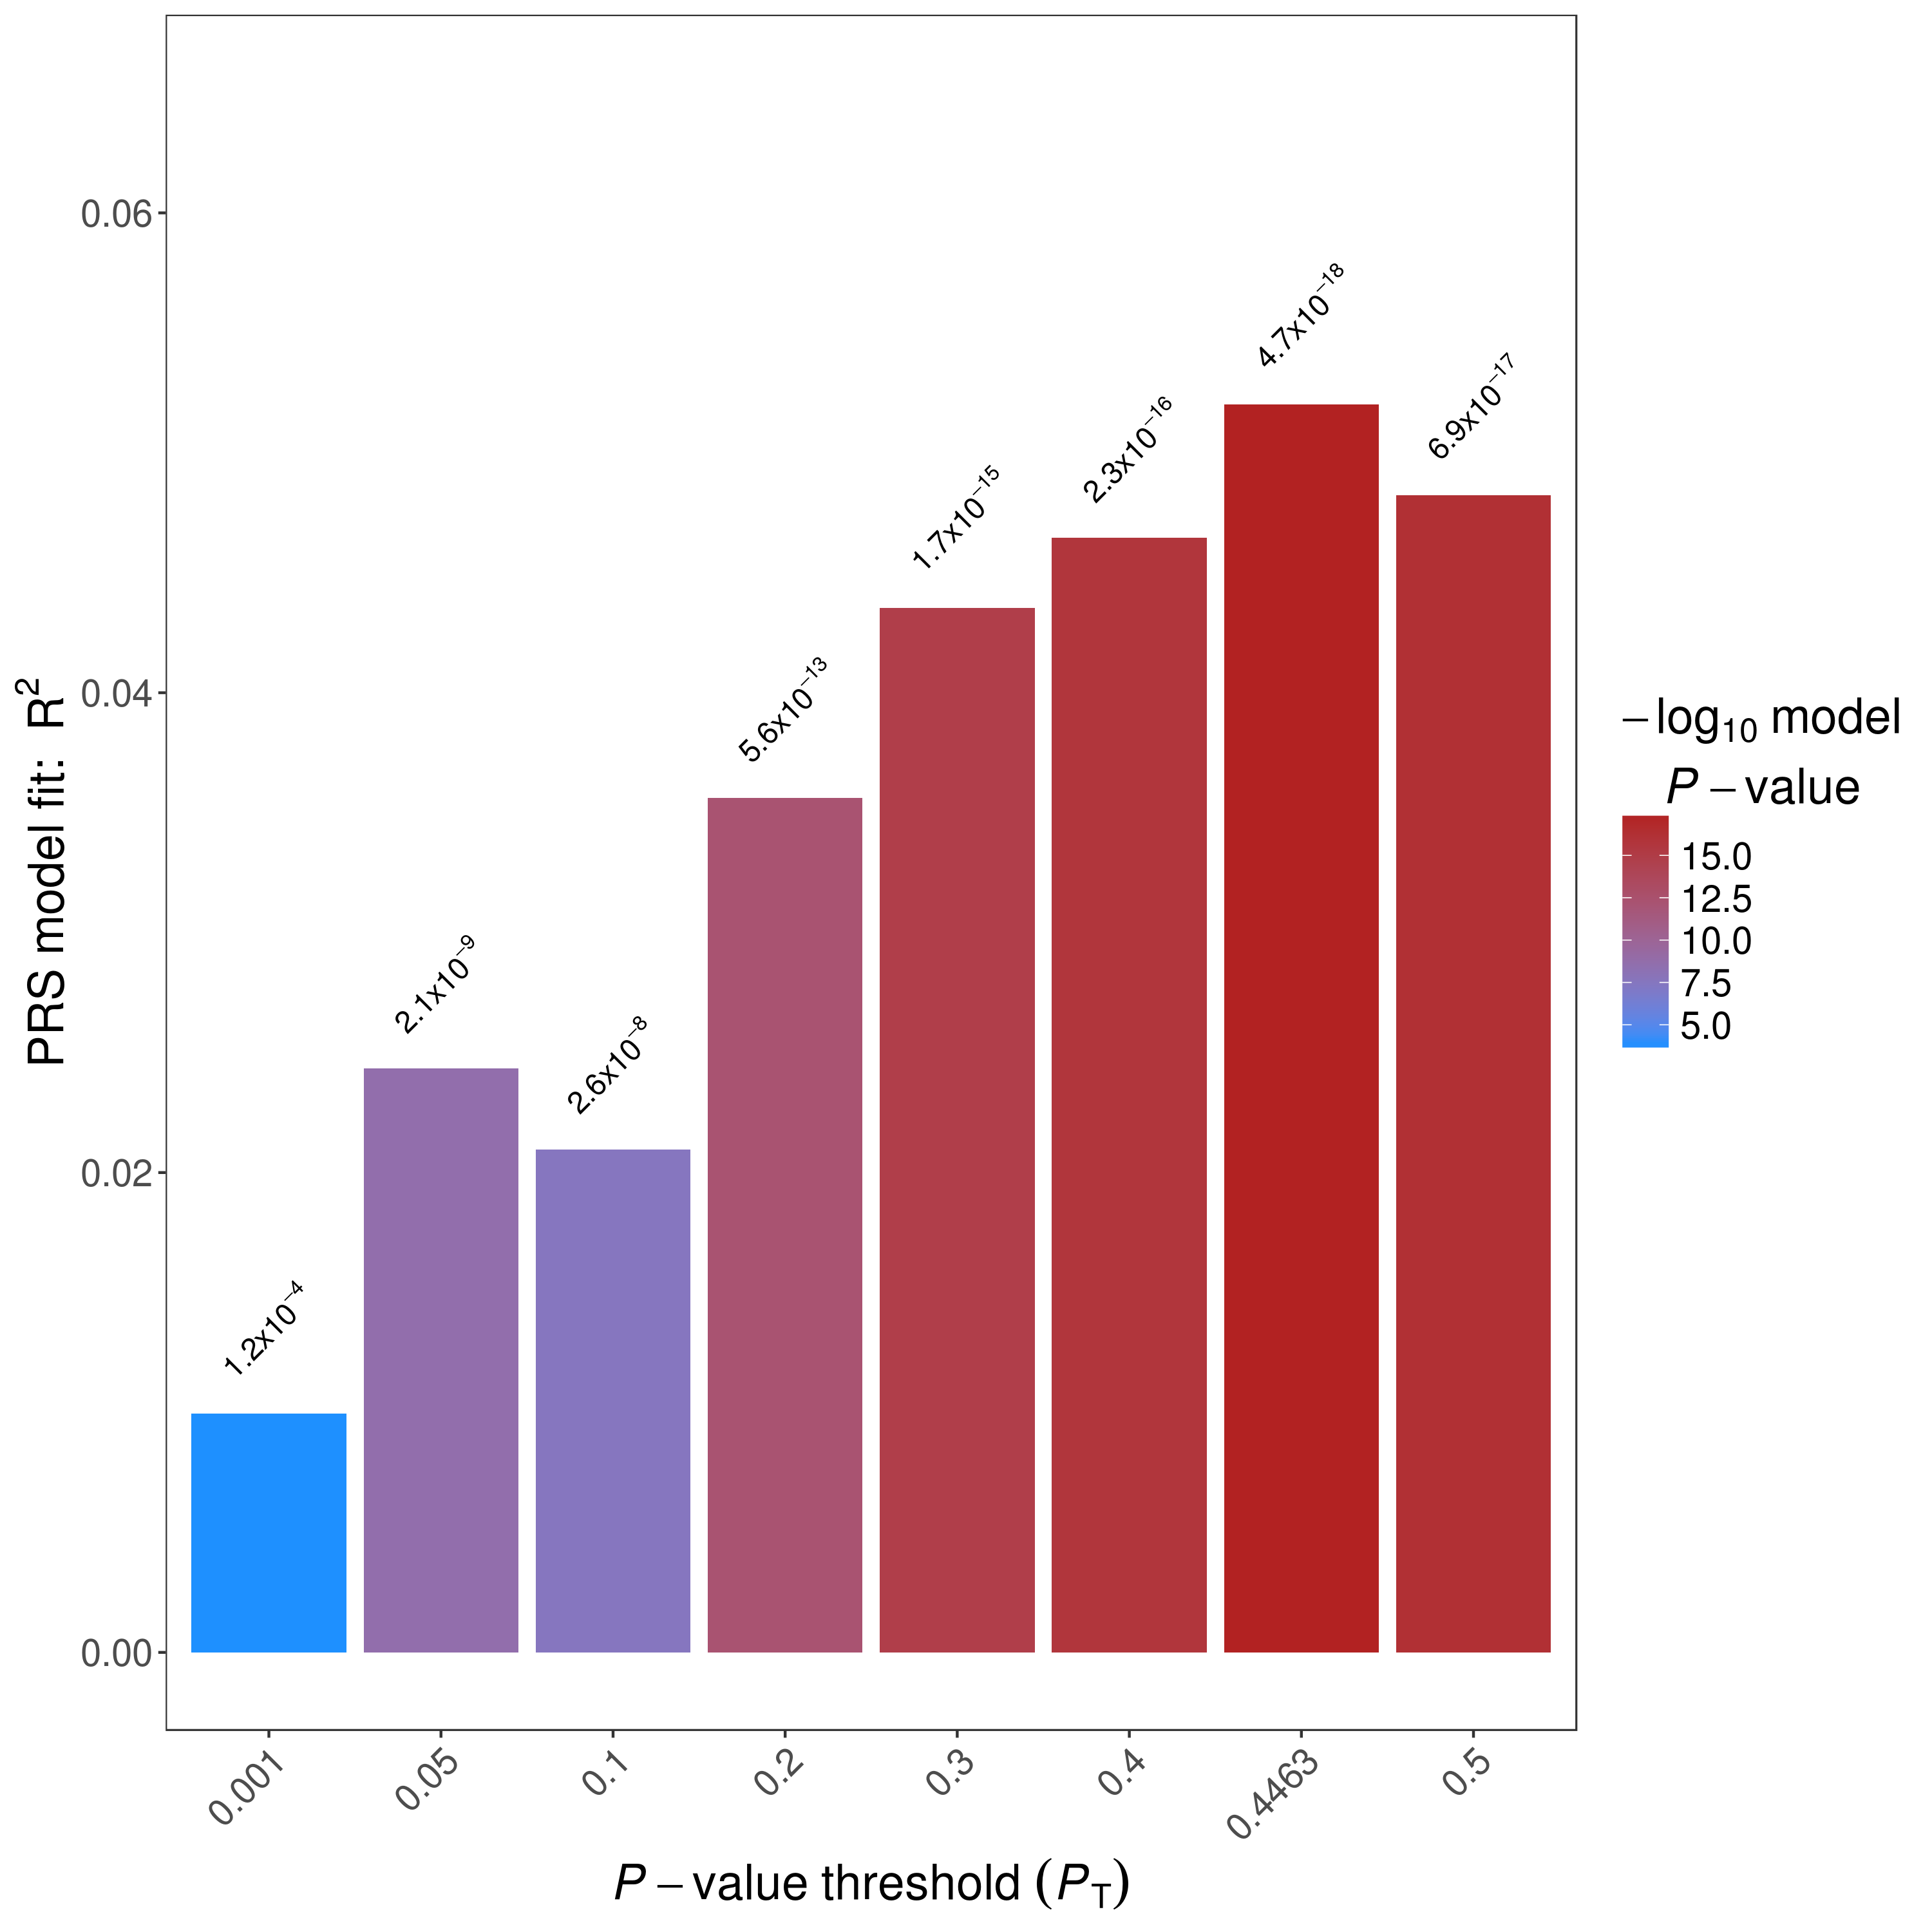 PRS model fit: R²
0.06
0.04
0.02
0.00
1.2x10⁻⁴
2.1x10⁻⁹
2.6x10⁻⁸
5.6x10⁻¹³
1.7x10⁻¹⁵
2.3x10⁻¹⁶
4.7x10⁻¹⁸
6.9x10⁻¹⁷
0.001
0.05
0.1
0.2
0.3
0.4
0.4463
0.5
P − value threshold (P_T)
− log₁₀ model
P − value
15.0
12.5
10.0
7.5
5.0